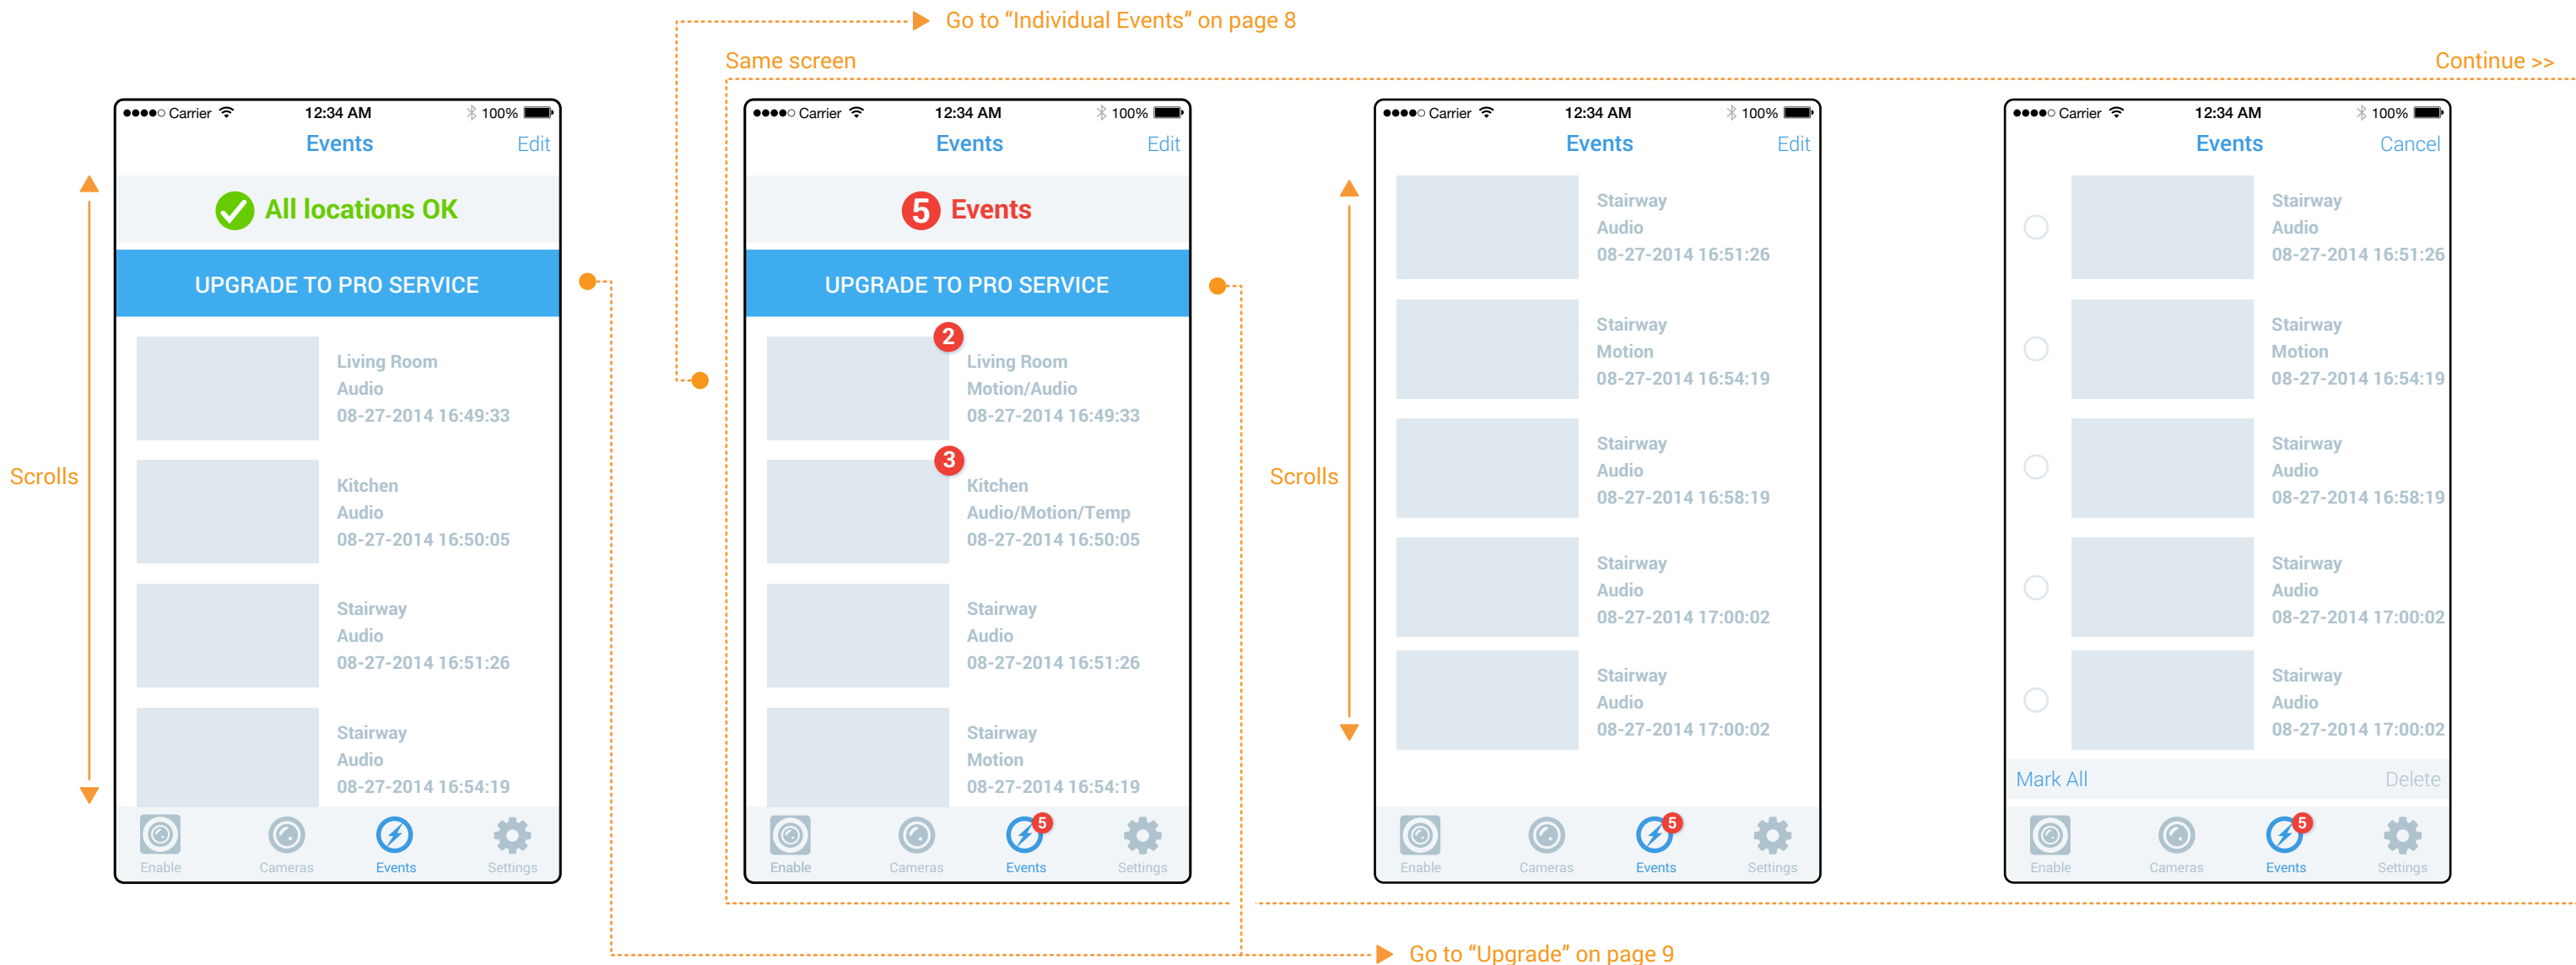 Go to “Individual Events” on page 8
Same screen
Continue >>
Scrolls
Carrier 12:34 AM 100%
Events Edit
All locations OK
UPGRADE TO PRO SERVICE
Living Room
Audio
08-27-2014 16:49:33
Kitchen
Audio
08-27-2014 16:50:05
Stairway
Audio
08-27-2014 16:51:26
Stairway
Audio
08-27-2014 16:54:19
Enable Cameras Events Settings
Carrier 12:34 AM 100%
Events Edit
5 Events
UPGRADE TO PRO SERVICE
2
Living Room
Motion/Audio
08-27-2014 16:49:33
3
Kitchen
Audio/Motion/Temp
08-27-2014 16:50:05
Stairway
Audio
08-27-2014 16:51:26
Stairway
Motion
08-27-2014 16:54:19
5
Enable Cameras Events Settings
Scrolls
Carrier 12:34 AM 100%
Events Edit
Stairway
Audio
08-27-2014 16:51:26
Stairway
Motion
08-27-2014 16:54:19
Stairway
Audio
08-27-2014 16:58:19
Stairway
Audio
08-27-2014 17:00:02
Stairway
Audio
08-27-2014 17:00:02
5
Enable Cameras Events Settings
Carrier 12:34 AM 100%
Events Cancel
Stairway
Audio
08-27-2014 16:51:26
Stairway
Motion
08-27-2014 16:54:19
Stairway
Audio
08-27-2014 16:58:19
Stairway
Audio
08-27-2014 17:00:02
Stairway
Audio
08-27-2014 17:00:02
Mark All Delete
5
Enable Cameras Events Settings
Go to “Upgrade” on page 9